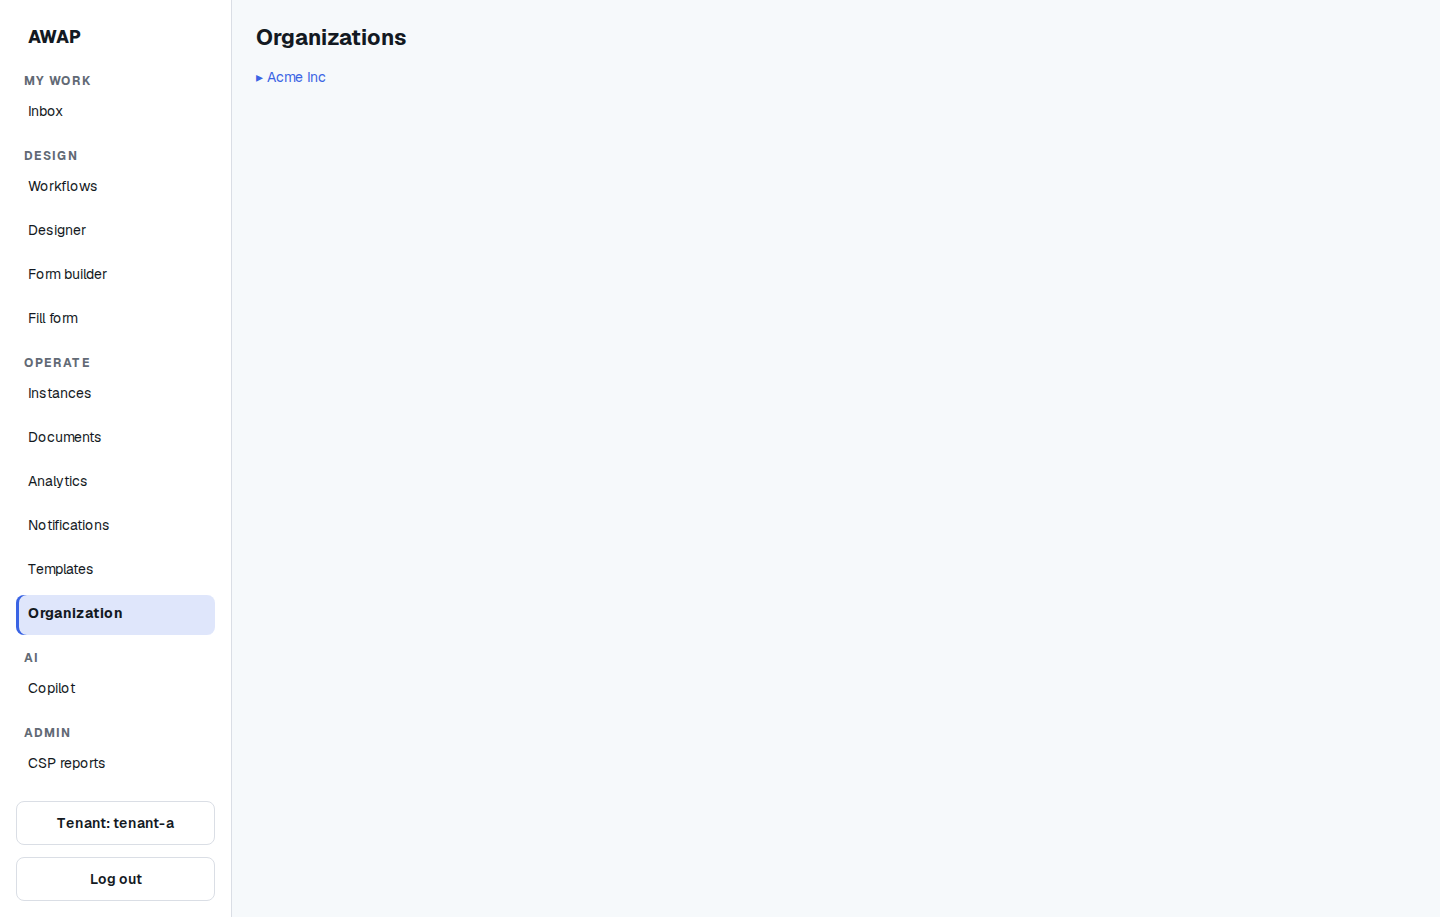 AWAP
MY WORK
Inbox
DESIGN
Workflows
Designer
Form builder
Fill form
OPERATE
Instances
Documents
Analytics
Notifications
Templates
Organization
AI
Copilot
ADMIN
CSP reports
Tenant: tenant-a
Log out
Organizations
▸ Acme Inc